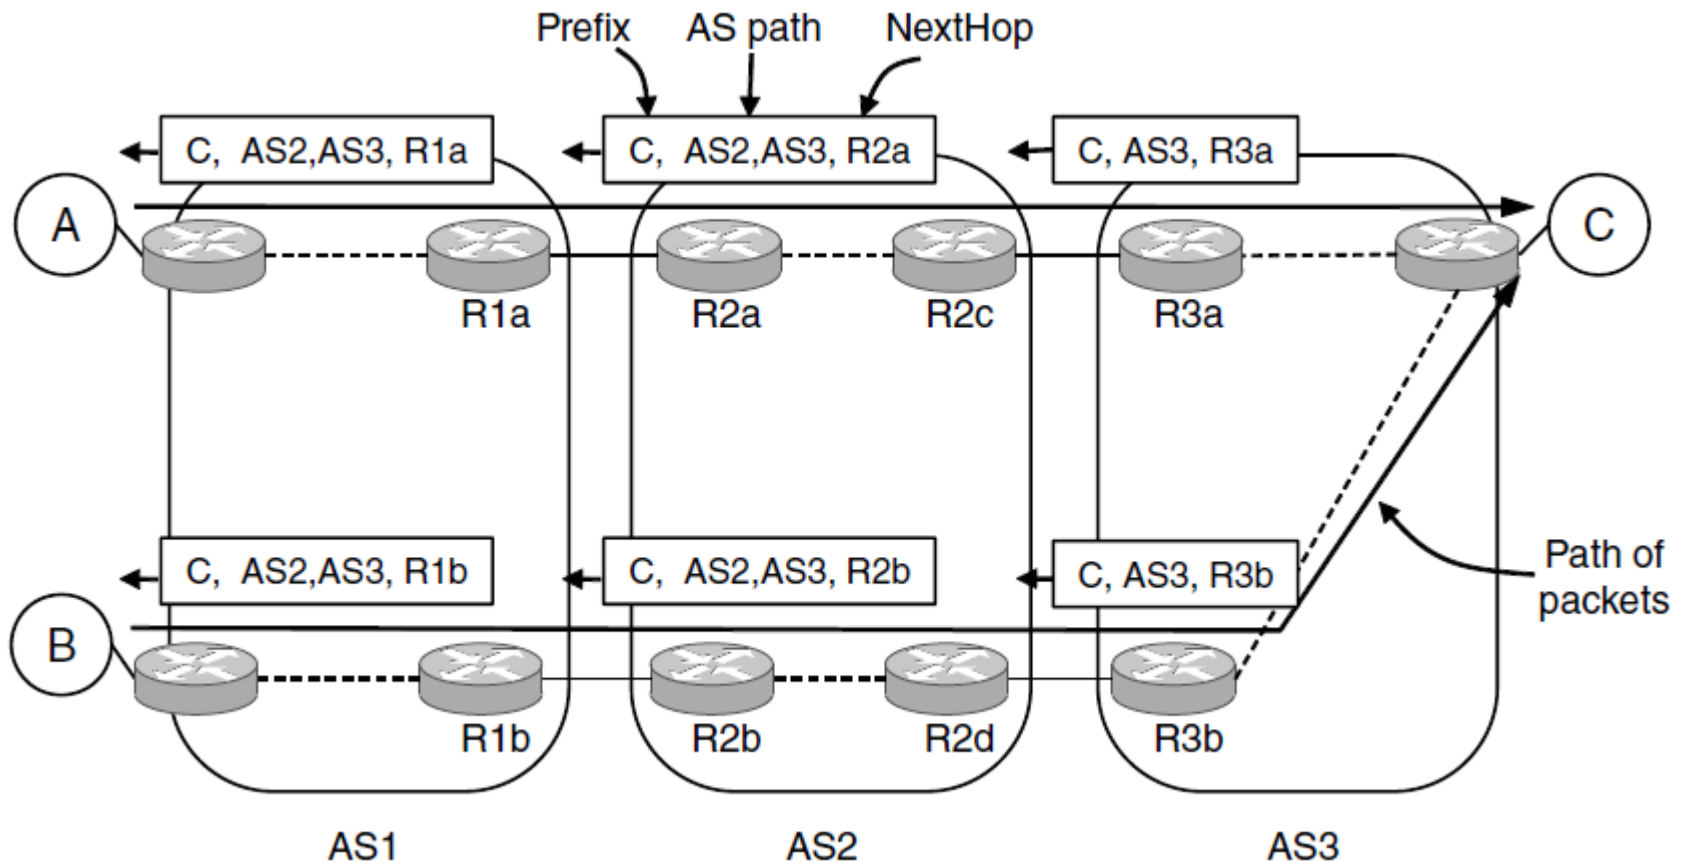 Prefix AS path NextHop
C, AS2,AS3, R1a
C, AS2,AS3, R2a
C, AS3, R3a
A
C
R1a
R2a
R2c
R3a
C, AS2,AS3, R1b
C, AS2,AS3, R2b
C, AS3, R3b
Path of
packets
B
R1b
R2b
R2d
R3b
AS1
AS2
AS3